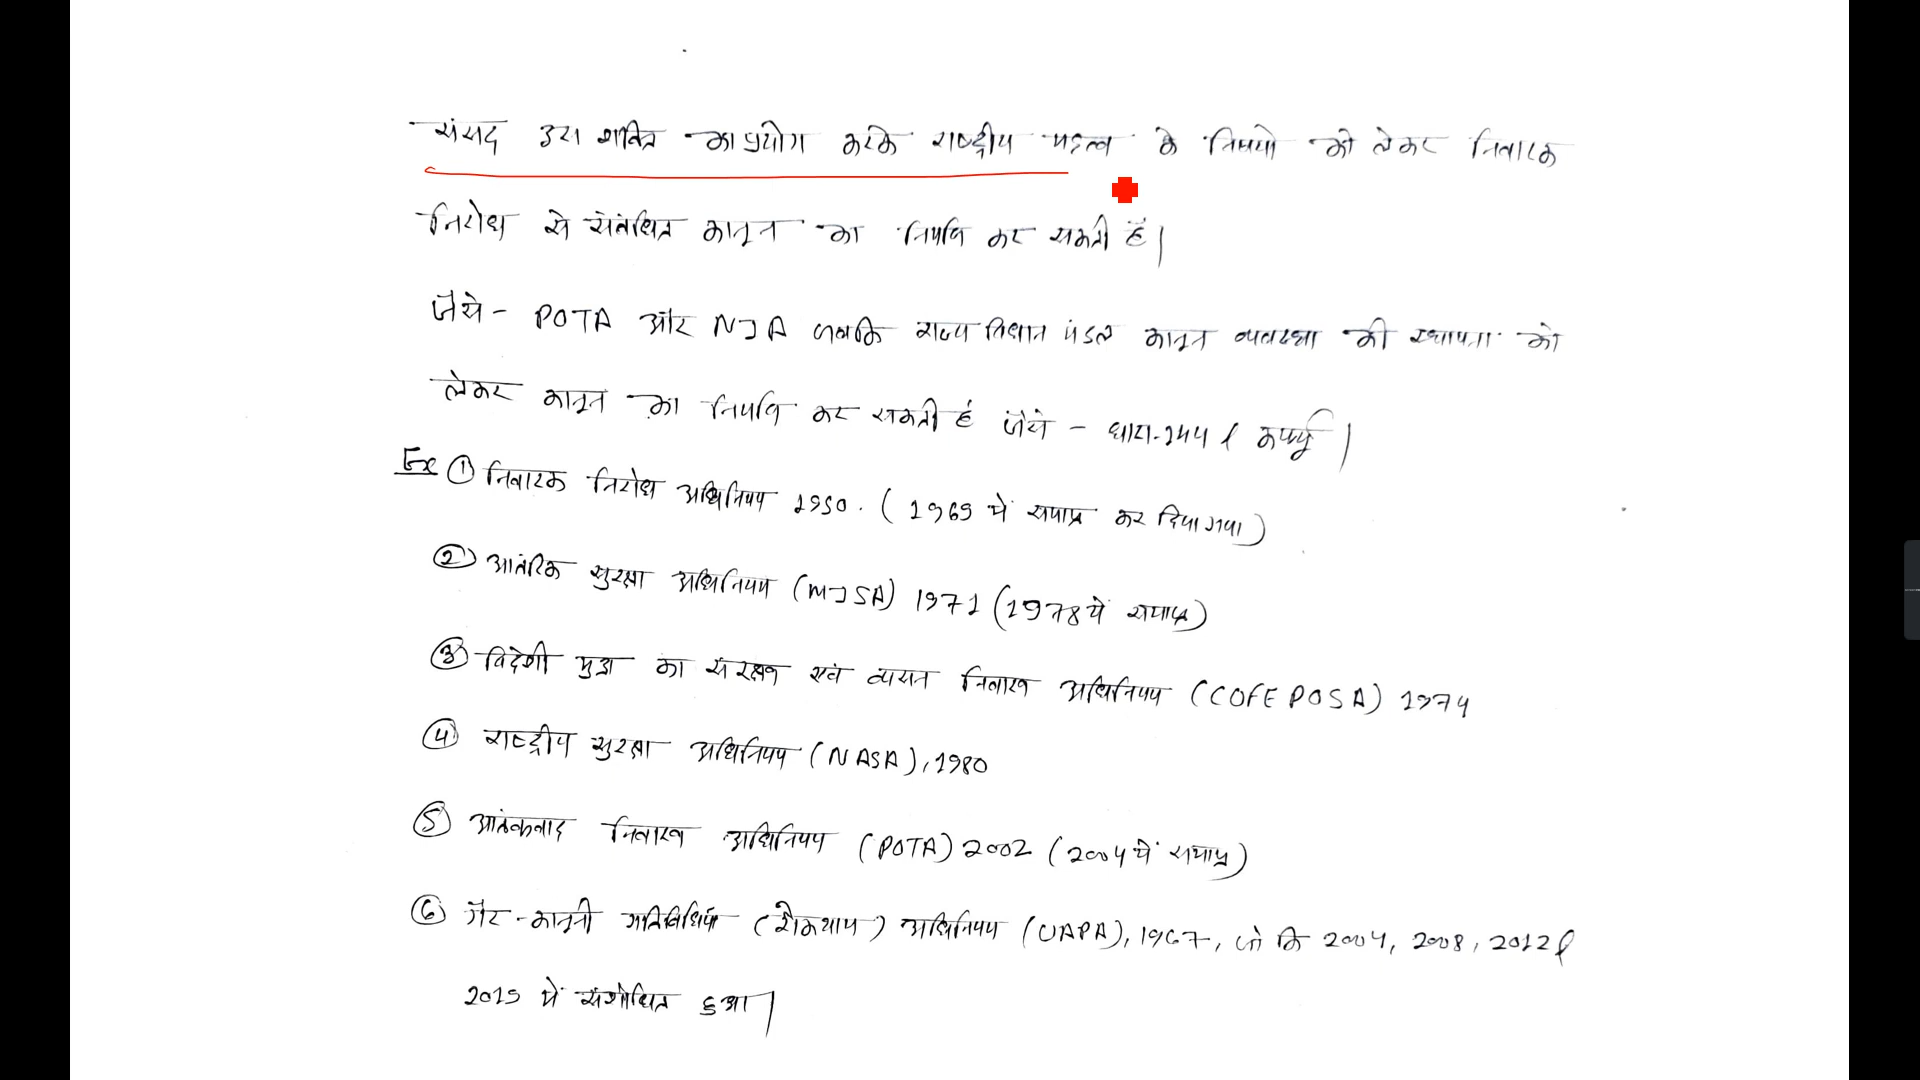 संसद इस शक्ति का प्रयोग करके राष्ट्रीय महत्व के विषयो को लेकर निवारक
निरोध से संबंधित कानून का निर्माण कर सकती है|
जैसे - POTA और NIA जबकि राज्य विधान मंडल कानून व्यवस्था की स्थापना को
लेकर कानून का निर्माण कर सकती है जैसे - धारा-144 & कर्फ्यू |
Ex ① निवारक निरोध अधिनियम 1950. (1969 में समाप्त कर दिया गया)
② आंतरिक सुरक्षा अधिनियम (MISA) 1971 (1978 में समाप्त)
③ विदेशी मुद्रा का संरक्षण एवं व्यसन निवारण अधिनियम (COFEPOSA) 1974
④ राष्ट्रीय सुरक्षा अधिनियम (NASA), 1980
⑤ आतंकवाद निवारण अधिनियम (POTA) 2002 (2004 में समाप्त)
⑥ गैर-कानूनी गतिविधियाँ (रोकथाम) अधिनियम (UAPA), 1967, जो कि 2004, 2008, 2012 &
2019 में संशोधित हुआ|